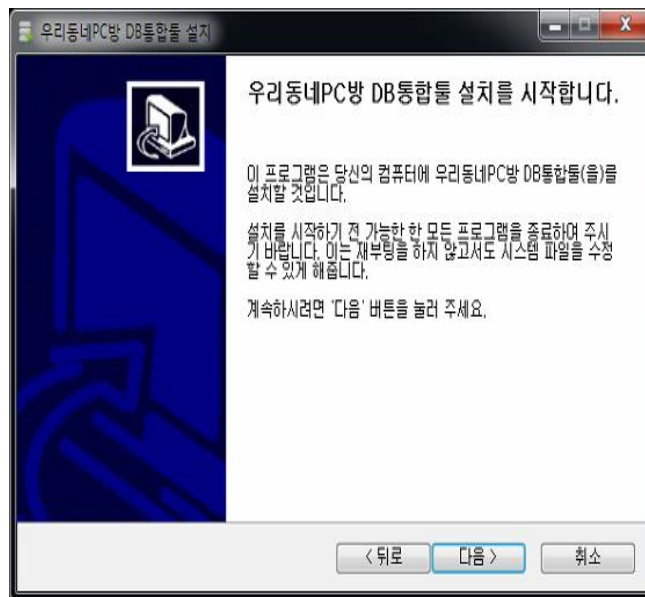 우리동네PC방 DB통합툴 설치
우리동네PC방 DB통합툴 설치를 시작합니다.
이 프로그램은 당신의 컴퓨터에 우리동네PC방 DB통합툴(을)를
설치할 것입니다.
설치를 시작하기 전 가능한 한 모든 프로그램을 종료하여 주시
기 바랍니다. 이는 재부팅을 하지 않고서도 시스템 파일을 수정
할 수 있게 해줍니다.
계속하시려면 '다음' 버튼을 눌러 주세요.
< 뒤로
다음 >
취소